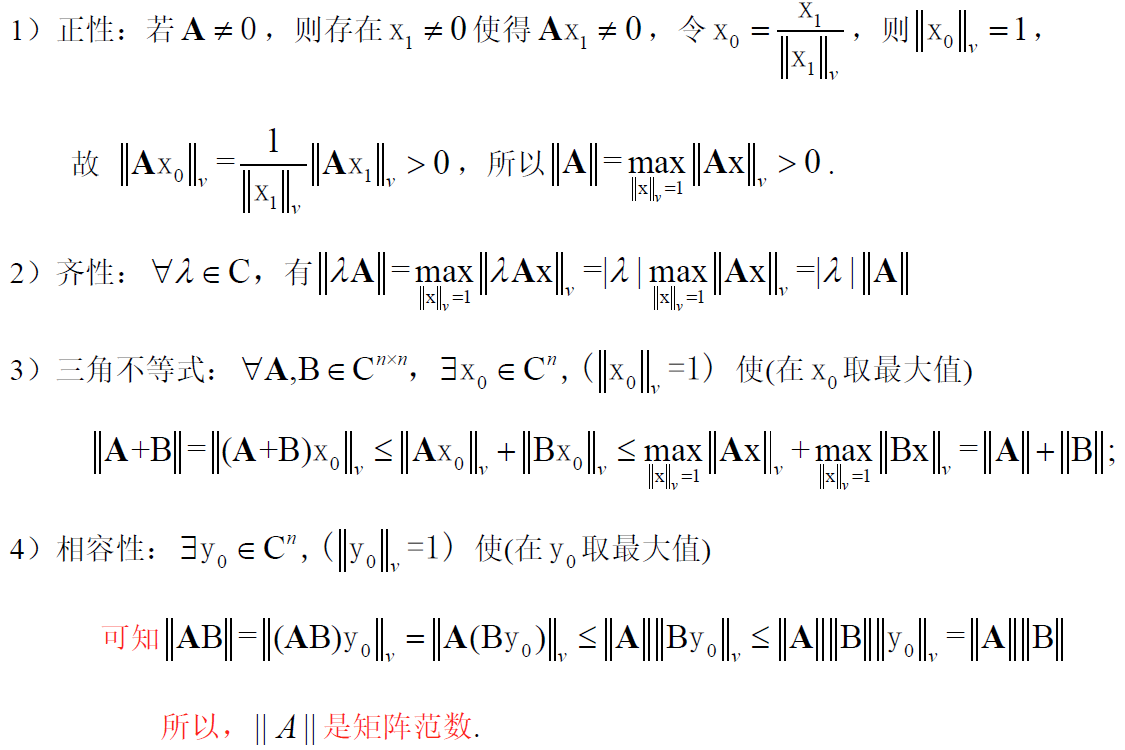 1）正性：若 A ≠ 0，则存在 x₁ ≠ 0 使得 Ax₁ ≠ 0，令 x₀ = x₁/‖x₁‖ᵥ，则‖x₀‖ᵥ = 1，
故 ‖Ax₀‖ᵥ = 1/‖x₁‖ᵥ ‖Ax₁‖ᵥ > 0，所以‖A‖ = max_{‖x‖ᵥ=1} ‖Ax‖ᵥ > 0.
2）齐性：∀λ ∈ C，有‖λA‖ = max_{‖x‖ᵥ=1} ‖λAx‖ᵥ = |λ| max_{‖x‖ᵥ=1} ‖Ax‖ᵥ = |λ| ‖A‖
3）三角不等式：∀A,B ∈ Cⁿ˟ⁿ，∃x₀ ∈ Cⁿ,（‖x₀‖ᵥ =1）使(在 x₀ 取最大值)
‖A+B‖ = ‖(A+B)x₀‖ᵥ ≤ ‖Ax₀‖ᵥ + ‖Bx₀‖ᵥ ≤ max_{‖x‖ᵥ=1} ‖Ax‖ᵥ + max_{‖x‖ᵥ=1} ‖Bx‖ᵥ = ‖A‖ + ‖B‖;
4）相容性：∃y₀ ∈ Cⁿ,（‖y₀‖ᵥ =1）使(在 y₀ 取最大值)
可知‖AB‖ = ‖(AB)y₀‖ᵥ = ‖A(By₀)‖ᵥ ≤ ‖A‖‖By₀‖ᵥ ≤ ‖A‖‖B‖‖y₀‖ᵥ = ‖A‖‖B‖
所以，|| A || 是矩阵范数.